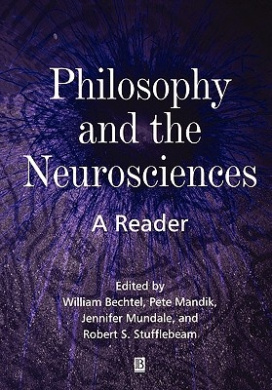 Philosophy
and the
Neurosciences
A Reader
Edited by
William Bechtel, Pete Mandik,
Jennifer Mundale, and
Robert S. Stufflebeam
B